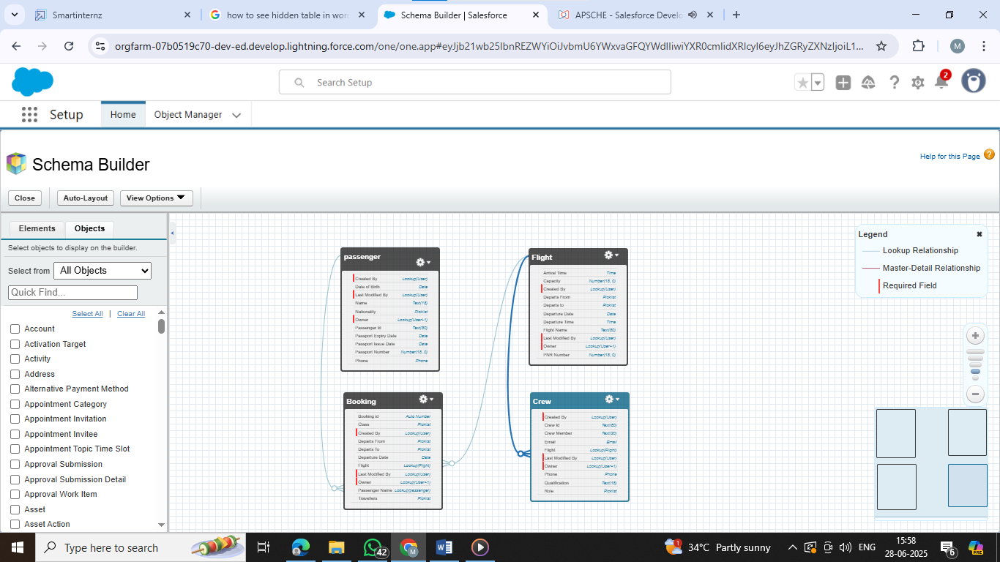 Smartinternz
how to see hidden table in wor
Schema Builder | Salesforce
APSCHE - Salesforce Develo
orgfarm-07b0519c70-dev-ed.develop.lightning.force.com/one/one.app#
M
Search Setup
2
Setup
Home
Object Manager
Schema Builder
Help for this Page
?
Close
Auto-Layout
View Options
Elements
Objects
Select objects to display on the builder.
Select from
All Objects
Quick Find...
Select All | Clear All
Account
Activation Target
Activity
Address
Alternative Payment Method
Appointment Category
Appointment Invitation
Appointment Invitee
Appointment Topic Time Slot
Approval Submission
Approval Submission Detail
Approval Work Item
Asset
Asset Action
passenger
Created By Lookup(User)
Date of Birth Date
Last Modified By Lookup(User)
Name Text(18)
Nationality Picklist
Owner Lookup(User+1)
Passenger Id Text(80)
Passport Expiry Date Date
Passport Issue Date Date
Passport Number Number(18, 0)
Phone Phone
Flight
Arrival Time Time
Capacity Number(18, 0)
Created By Lookup(User)
Departs From Picklist
Departs to Picklist
Departure Date Date
Departure Time Time
Flight Name Text(80)
Last Modified By Lookup(User)
Owner Lookup(User+1)
PNR Number Number(18, 0)
Booking
Booking id Auto Number
Class Picklist
Created By Lookup(User)
Departs From Picklist
Departs To Picklist
Departure Date Date
Flight Lookup(Flight)
Last Modified By Lookup(User)
Owner Lookup(User+1)
Passenger Name Lookup(passenger)
Travellers Picklist
Crew
Created By Lookup(User)
Crew Id Text(80)
Crew Member Text(20)
Email Email
Flight Lookup(Flight)
Last Modified By Lookup(User)
Owner Lookup(User+1)
Phone Phone
Qualification Text(18)
Role Picklist
Legend
Lookup Relationship
Master-Detail Relationship
Required Field
Type here to search
42
M
1
34°C Partly sunny
ENG
15:58
28-06-2025
6
PRE